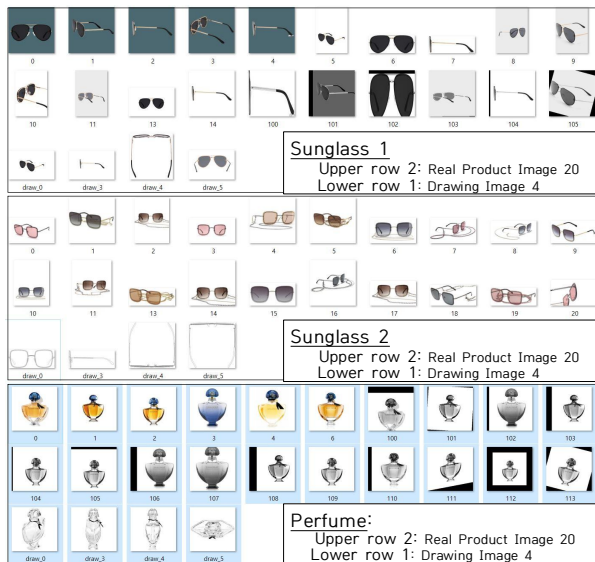 0 1 2 3 4 5 6 7 8 9
10 11 13 14 100 101 102 103 104 105
draw_0 draw_3 draw_4 draw_5
Sunglass 1
Upper row 2: Real Product Image 20
Lower row 1: Drawing Image 4
0 1 2 3 4 5 6 7 8 9
10 11 13 14 15 16 17 18 19 20
draw_0 draw_3 draw_4 draw_5
Sunglass 2
Upper row 2: Real Product Image 20
Lower row 1: Drawing Image 4
0 1 2 3 4 6 100 101 102 103
104 105 106 107 108 109 110 111 112 113
draw_0 draw_3 draw_4 draw_5
Perfume:
Upper row 2: Real Product Image 20
Lower row 1: Drawing Image 4